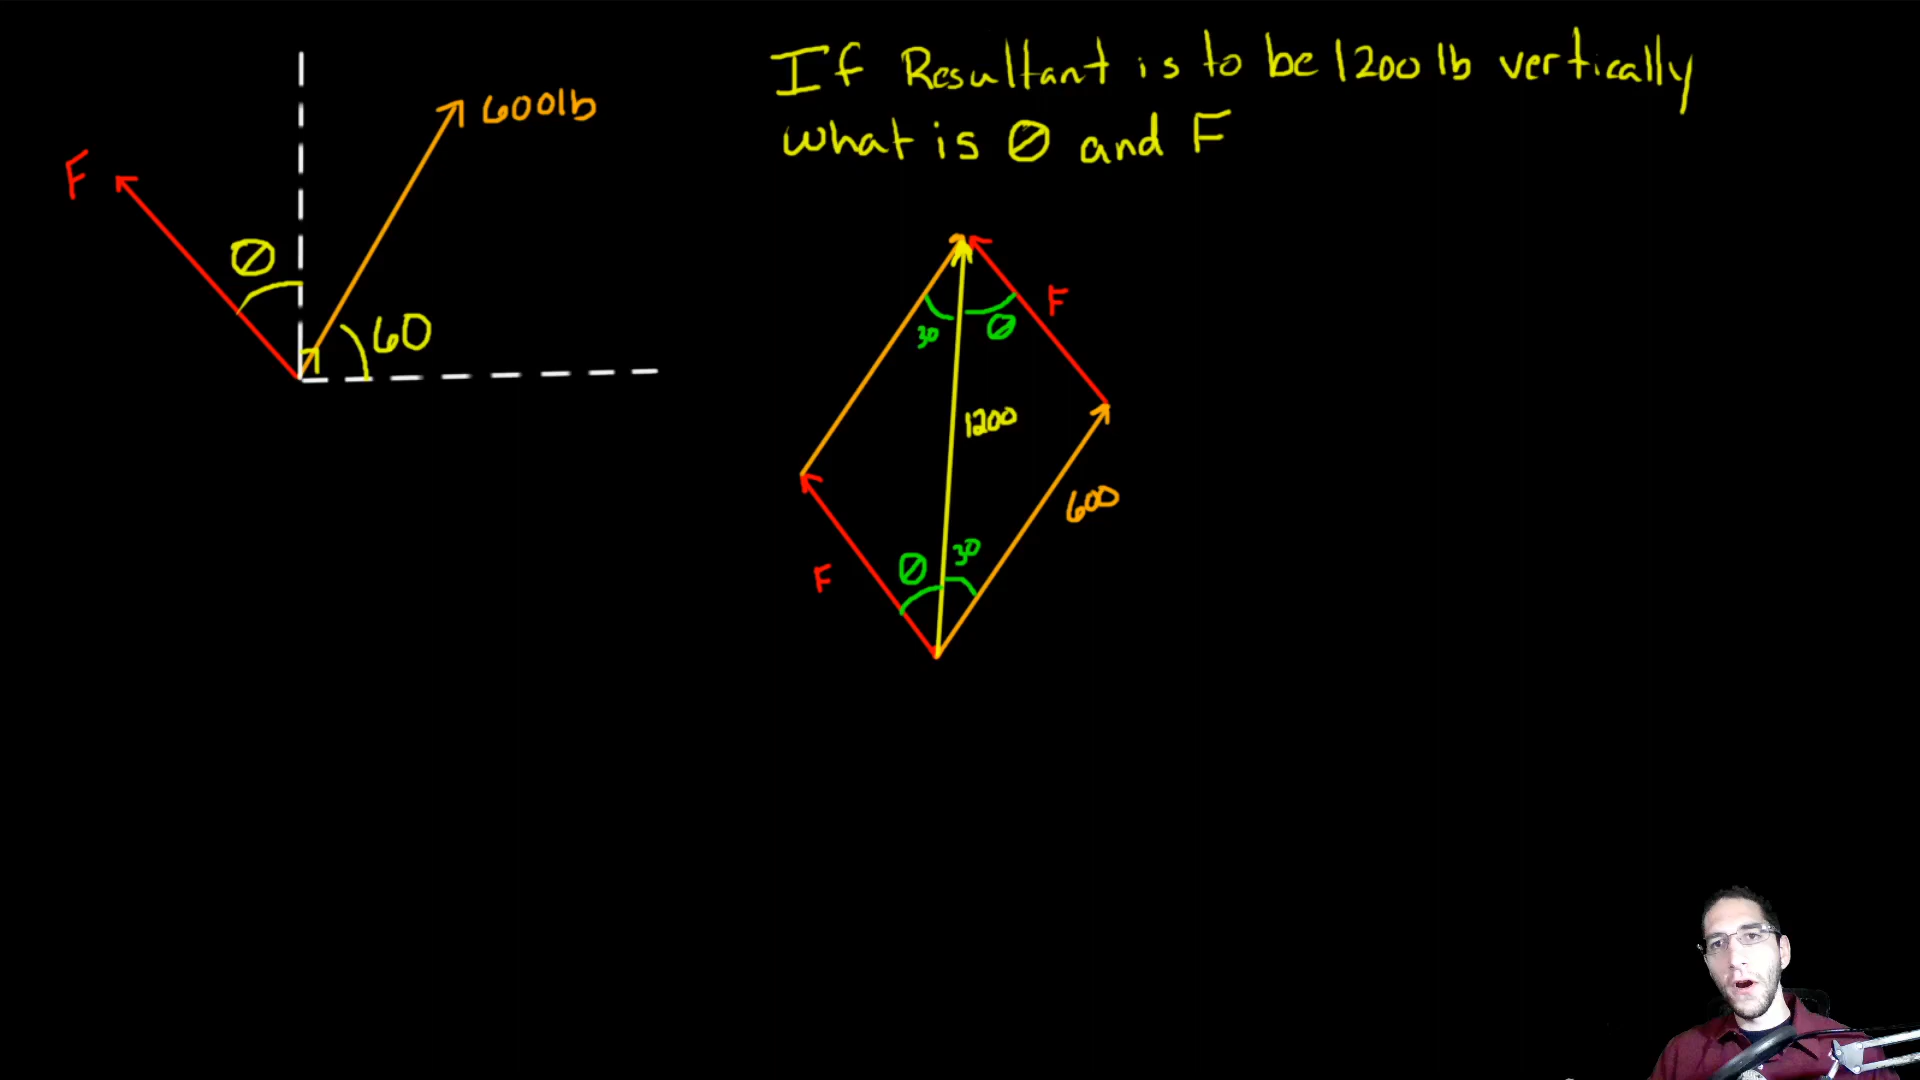 If Resultant is to be 1200 lb vertically
what is Ø and F
600lb
F
Ø
60
F
30
Ø
1200
600
Ø
30
F